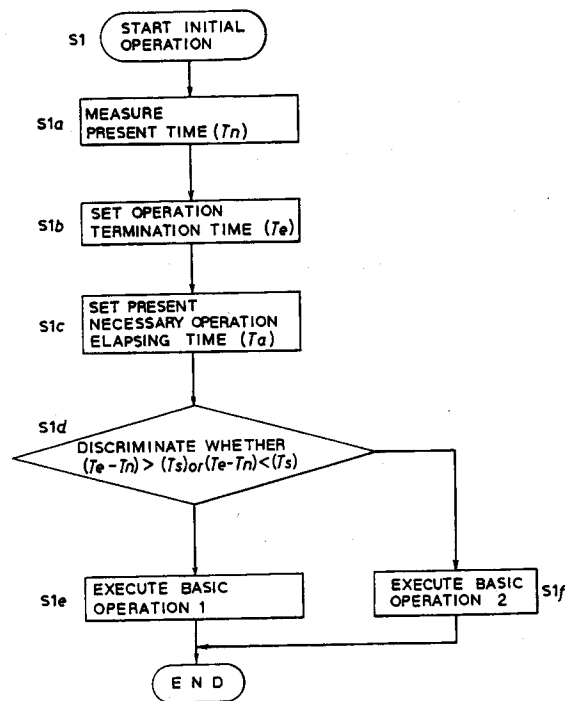 S1
START INITIAL
OPERATION
S1a
MEASURE
PRESENT TIME (Tn)
S1b
SET OPERATION
TERMINATION TIME (Te)
S1c
SET PRESENT
NECESSARY OPERATION
ELAPSING TIME (Ta)
S1d
DISCRIMINATE WHETHER
(Te-Tn) > (Ts) or (Te-Tn) < (Ts)
S1e
EXECUTE BASIC
OPERATION 1
EXECUTE BASIC
OPERATION 2
S1f
END